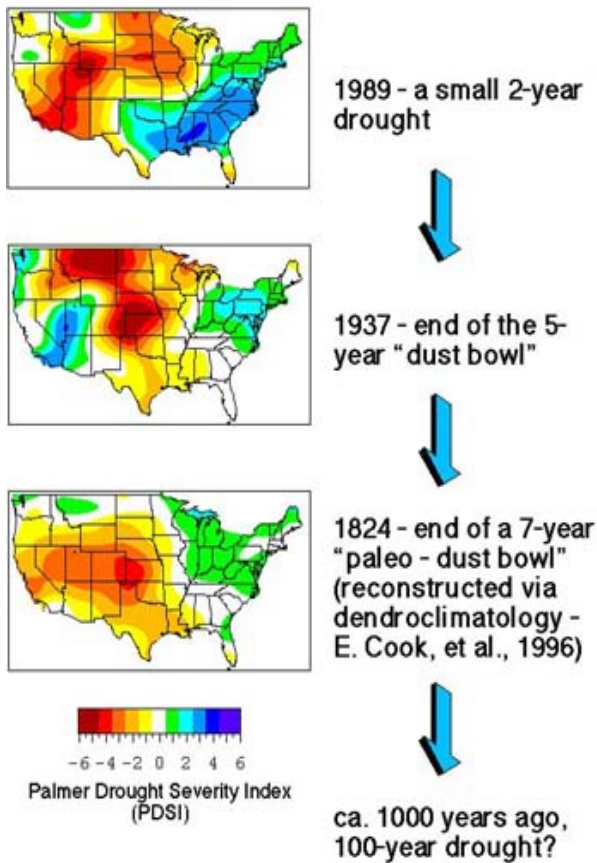 1989 - a small 2-year
drought
1937 - end of the 5-
year “dust bowl”
1824 - end of a 7-year
“paleo - dust bowl”
(reconstructed via
dendroclimatology -
E. Cook, et al., 1996)
-6 -4 -2 0 2 4 6
Palmer Drought Severity Index
(PDSI)
ca. 1000 years ago,
100-year drought?